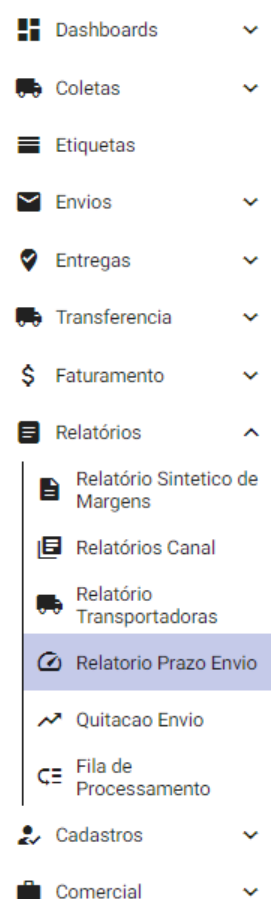 Dashboards
Coletas
Etiquetas
Envios
Entregas
Transferencia
Faturamento
Relatórios
Relatório Sintetico de
Margens
Relatórios Canal
Relatório
Transportadoras
Relatorio Prazo Envio
Quitacao Envio
Fila de
Processamento
Cadastros
Comercial